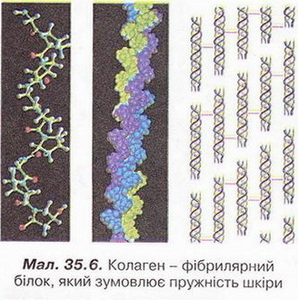 Мал. 35.6. Колаген – фібрилярний
білок, який зумовлює пружність шкіри